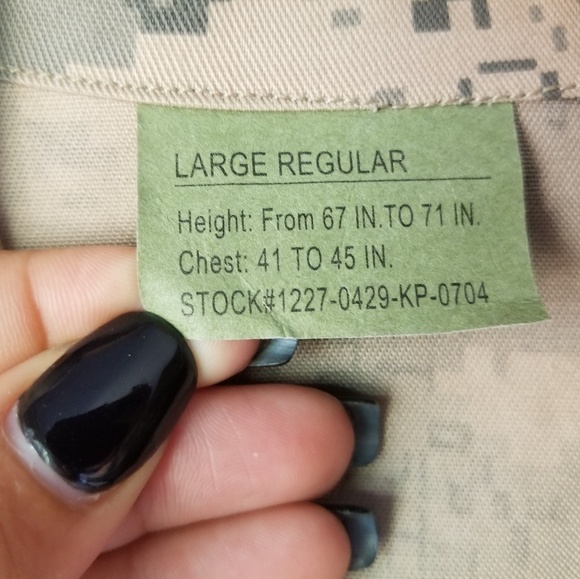 LARGE REGULAR
Height: From 67 IN.TO 71 IN.
Chest: 41 TO 45 IN.
STOCK#1227-0429-KP-0704